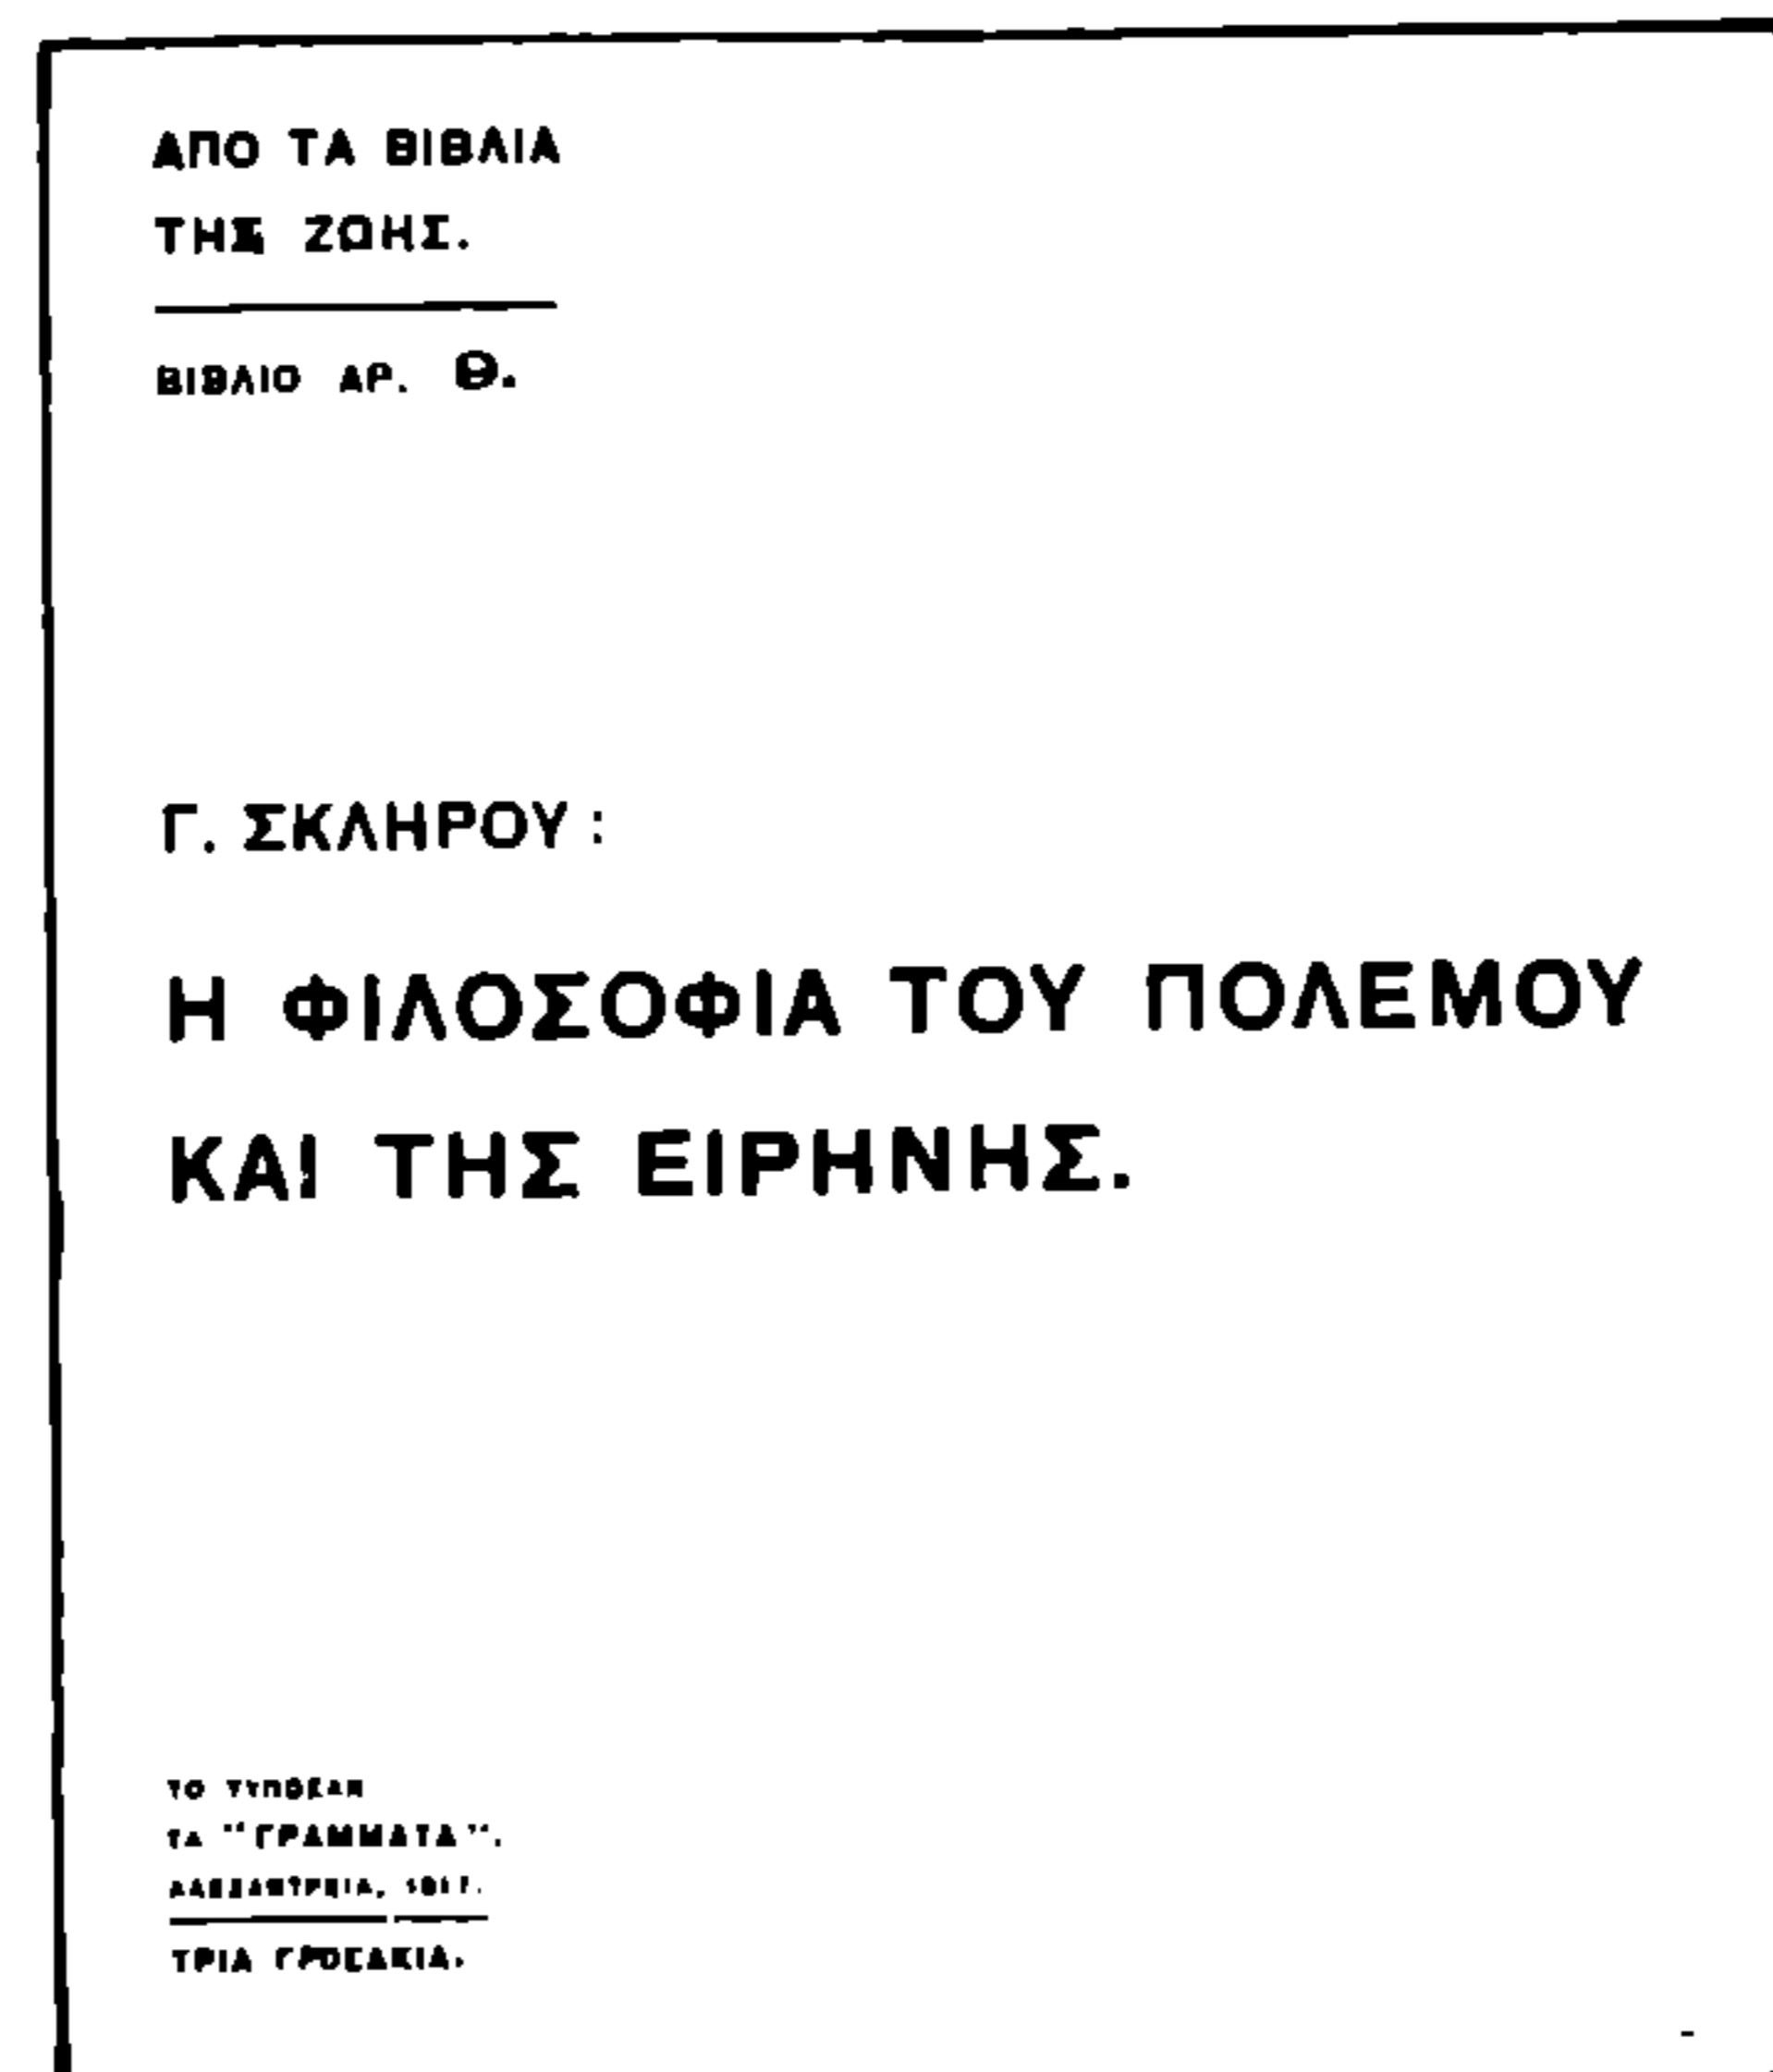 ΑΠΟ ΤΑ ΒΙΒΛΙΑ
ΤΗΣ ΖΩΗΣ.
ΒΙΒΛΙΟ ΑΡ. Θ.
Γ. ΣΚΛΗΡΟΥ :
Η ΦΙΛΟΣΟΦΙΑ ΤΟΥ ΠΟΛΕΜΟΥ
ΚΑΙ ΤΗΣ ΕΙΡΗΝΗΣ.
ΤΟ
ΤΑ "ΓΡΑΜΜΑΤΑ".
ΑΛΕΞΑΝΤΡΕΙΑ,
ΤΡΙΑ ΓΡΟΣΑΚΙΑ.